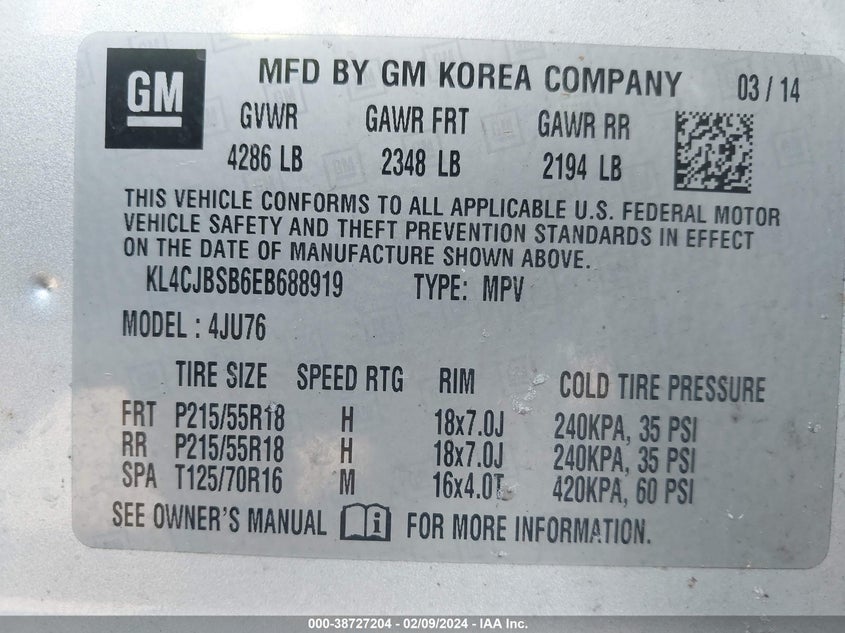 GM MFD BY GM KOREA COMPANY 03 / 14
GVWR GAWR FRT GAWR RR
4286 LB 2348 LB 2194 LB
THIS VEHICLE CONFORMS TO ALL APPLICABLE U.S. FEDERAL MOTOR
VEHICLE SAFETY AND THEFT PREVENTION STANDARDS IN EFFECT
ON THE DATE OF MANUFACTURE SHOWN ABOVE.
KL4CJBSB6EB688919 TYPE: MPV
MODEL : 4JU76
TIRE SIZE SPEED RTG RIM COLD TIRE PRESSURE
FRT P215/55R18 H 18x7.0J 240KPA, 35 PSI
RR P215/55R18 H 18x7.0J 240KPA, 35 PSI
SPA T125/70R16 M 16x4.0T 420KPA, 60 PSI
SEE OWNER'S MANUAL i FOR MORE INFORMATION.
000-38727204 - 02/09/2024 - IAA Inc.